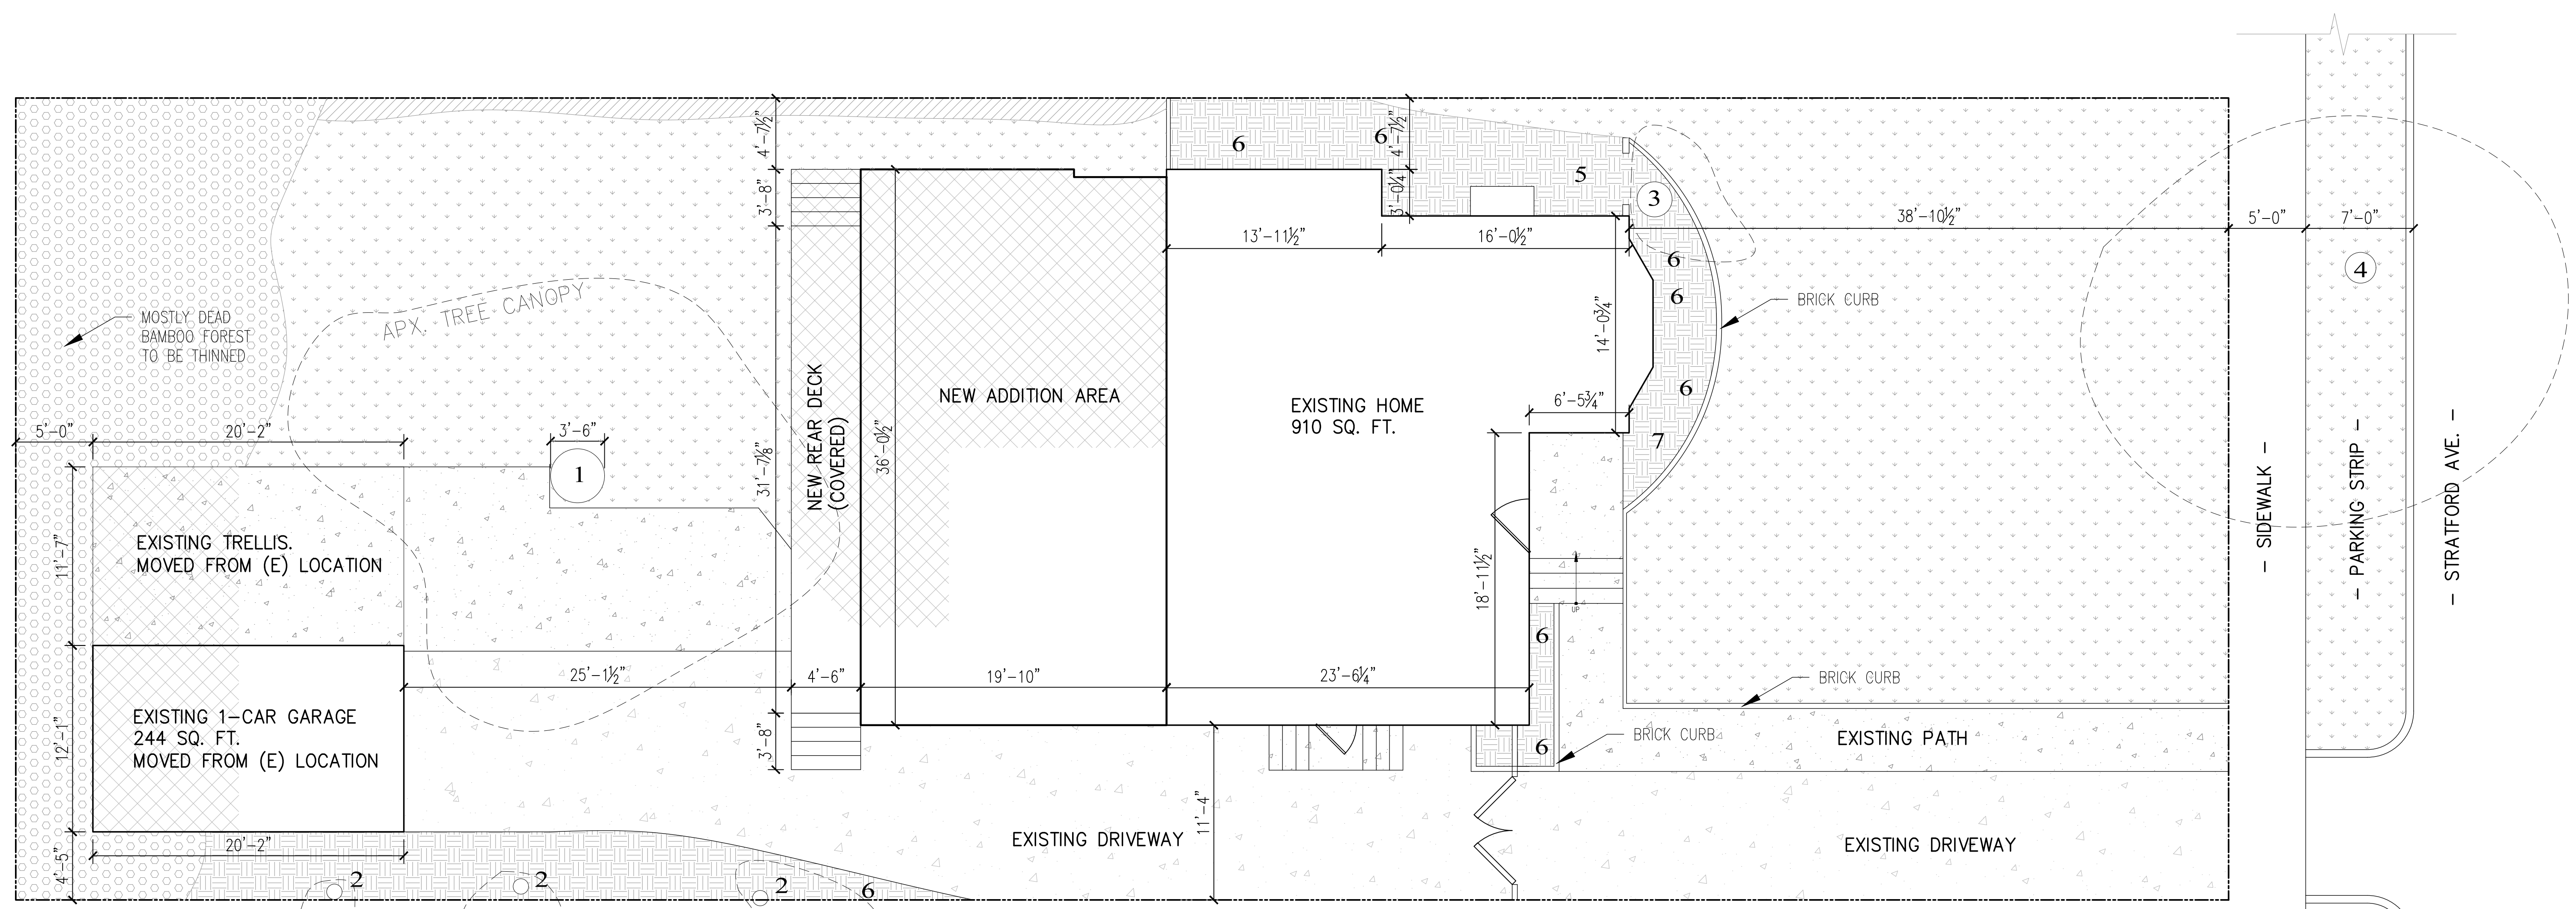 4'-7½"
4'-7½"
6
6
5
3
3'-8"
3'-0¼"
38'-10½"
5'-0"
7'-0"
13'-11½"
16'-0½"
6
4
6
BRICK CURB
APX. TREE CANOPY
MOSTLY DEAD
BAMBOO FOREST
TO BE THINNED
14'-0¾"
NEW ADDITION AREA
EXISTING HOME
910 SQ. FT.
6'-5¾"
6
7
5'-0"
20'-2"
3'-6"
1
31'-7⅛"
NEW REAR DECK
(COVERED)
36'-0½"
- SIDEWALK -
- PARKING STRIP -
- STRATFORD AVE. -
11'-7"
EXISTING TRELLIS.
MOVED FROM (E) LOCATION
18'-11½"
UP
6
25'-1½"
4'-6"
19'-10"
23'-6¼"
BRICK CURB
12'-1"
EXISTING 1-CAR GARAGE
244 SQ. FT.
MOVED FROM (E) LOCATION
3'-8"
6
BRICK CURB
EXISTING PATH
11'-4"
EXISTING DRIVEWAY
EXISTING DRIVEWAY
20'-2"
4'-5"
2
2
2
6